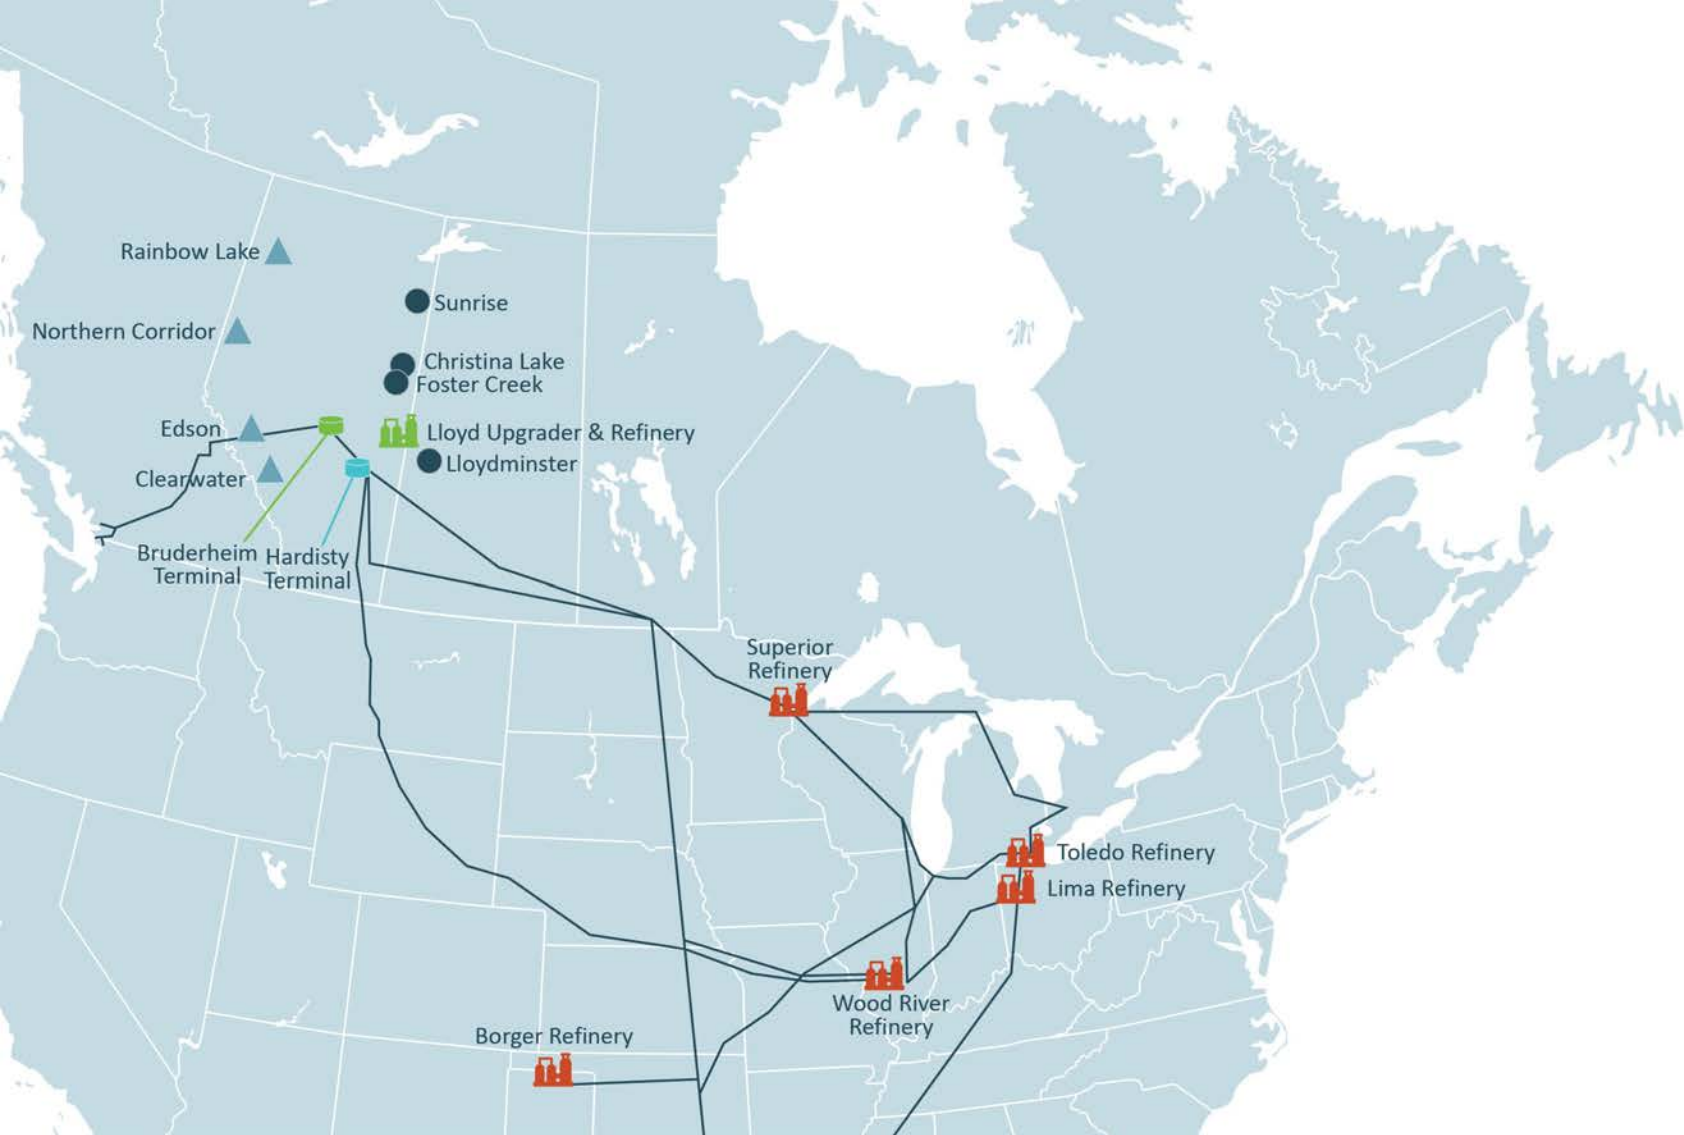 Rainbow Lake
Sunrise
Northern Corridor
Christina Lake
Foster Creek
Edson
Lloyd Upgrader & Refinery
Lloydminster
Clearwater
Bruderheim
Terminal
Hardisty
Terminal
Superior
Refinery
Toledo Refinery
Lima Refinery
Wood River
Refinery
Borger Refinery